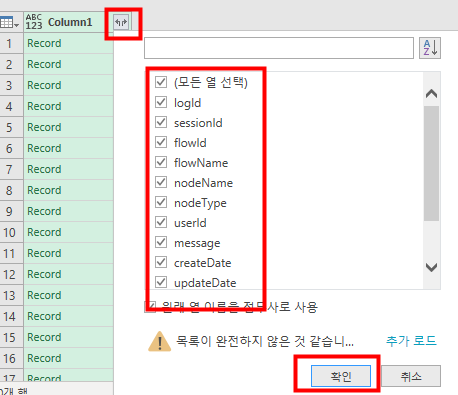 ABC
123 Column1
A
Z
1 Record
2 Record
3 Record
4 Record
5 Record
6 Record
7 Record
8 Record
9 Record
10 Record
11 Record
12 Record
13 Record
14 Record
15 Record
16 Record
17 Record
0개 행
(모든 열 선택)
logId
sessionId
flowId
flowName
nodeName
nodeType
userId
message
createDate
updateDate
원래 열 이름을 접두사로 사용
목록이 완전하지 않은 것 같습니... 추가 로드
확인 취소